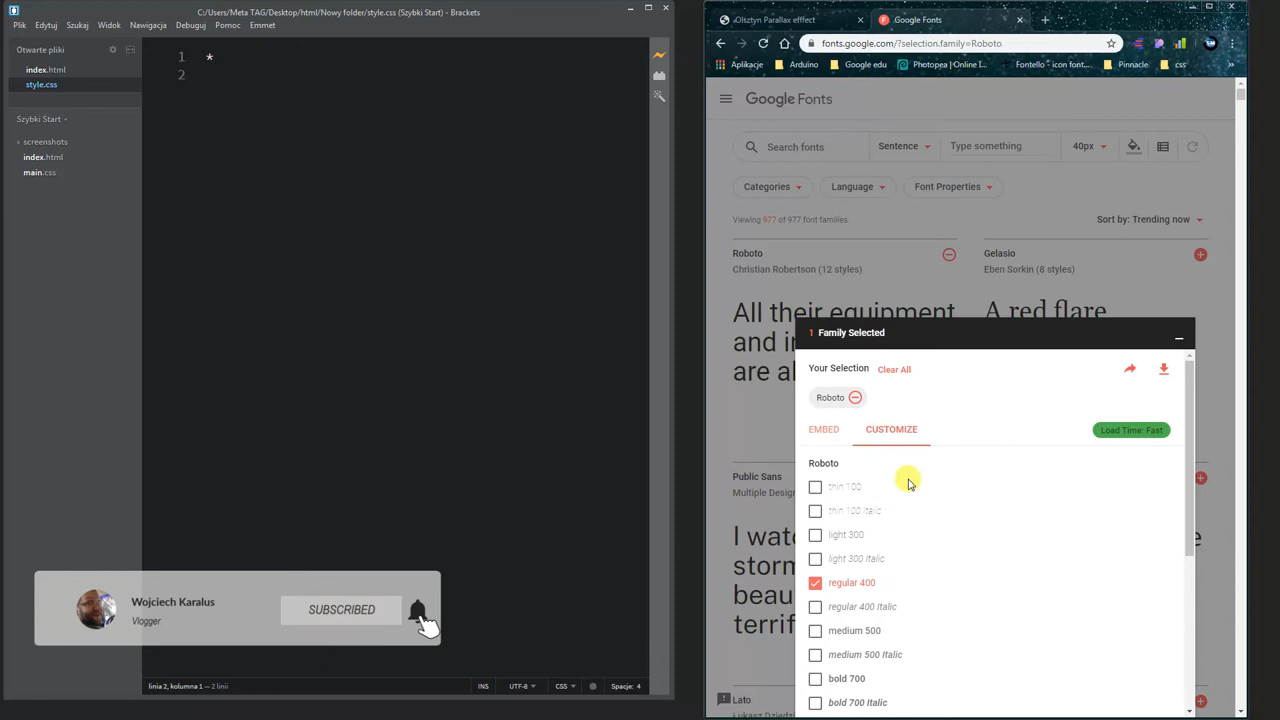 C:/Users/Meta TAG/Desktop/html/Nowy folder/style.css (Szybki Start) - Brackets
Plik Edytuj Szukaj Widok Nawigacja Debuguj Pomoc Emmet
Otwarte pliki
index.html
style.css
Szybki Start
screenshots
index.html
main.css
1 *
2
Wojciech Karalus
Vlogger
SUBSCRIBED
linia 2, kolumna 1 — 2 linii
INS UTF-8 CSS Spacje: 4
Olsztyn Parallax efffect
Google Fonts
fonts.google.com/?selection.family=Roboto
Aplikacje Arduino Google edu Photopea | Online I... Fontello - icon font... Pinnacle css
Google Fonts
Search fonts Sentence Type something 40px
Categories Language Font Properties
Viewing 977 of 977 font families.
Sort by: Trending now
Roboto
Christian Robertson (12 styles)
All their equipment
and in
are al
Gelasio
Eben Sorkin (8 styles)
A red flare
1 Family Selected
Your Selection Clear All
Roboto
EMBED CUSTOMIZE Load Time: Fast
Roboto
thin 100
thin 100 Italic
light 300
light 300 Italic
regular 400
regular 400 Italic
medium 500
medium 500 Italic
bold 700
bold 700 Italic
Public Sans
Multiple Desig
I wat
storm
beau
terrif
e
Lato
Łukasz Dziedzi